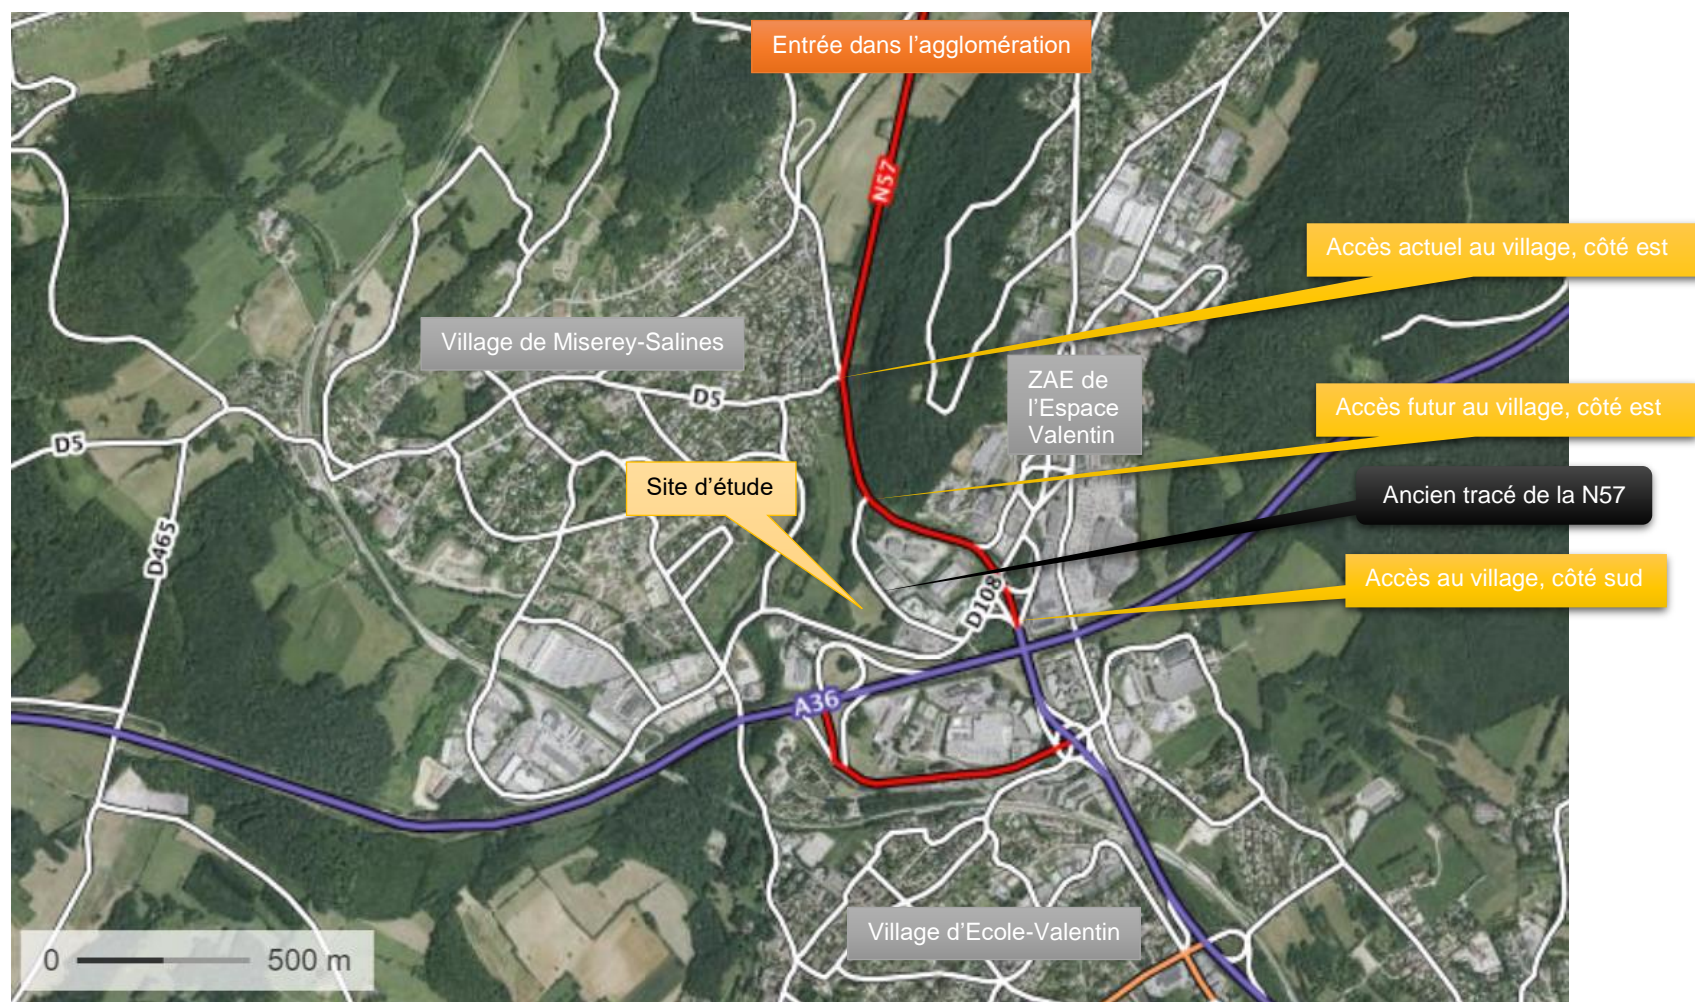 Entrée dans l’agglomération
N57
Accès actuel au village, côté est
Village de Miserey-Salines
ZAE de
l’Espace
Valentin
D5
Accès futur au village, côté est
D5
Site d’étude
Ancien tracé de la N57
D465
Accès au village, côté sud
D108
A36
Village d’Ecole-Valentin
0 500 m